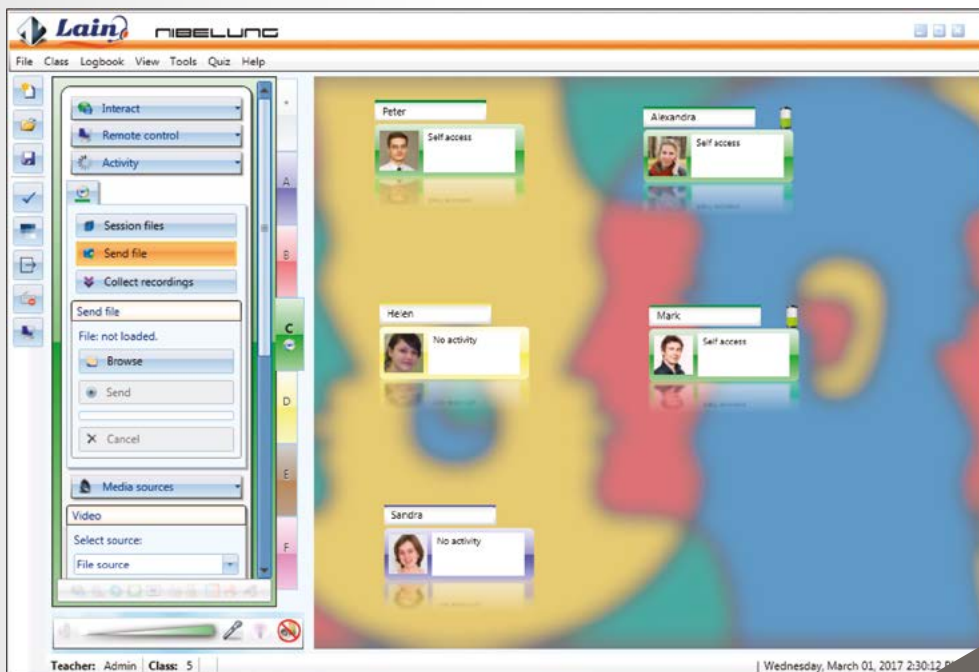 Lain NIBELUNG
File Class Logbook View Tools Quiz Help
Interact
Remote control
Activity
Session files
Send file
Collect recordings
Send file
File: not loaded.
Browse
Send
Cancel
Media sources
Video
Select source:
File source
A
B
C
D
E
F
Peter
Self access
Alexandra
Self access
Helen
No activity
Mark
Self access
Sandra
No activity
Teacher: Admin Class: 5
Wednesday, March 01, 2017 2:30:12